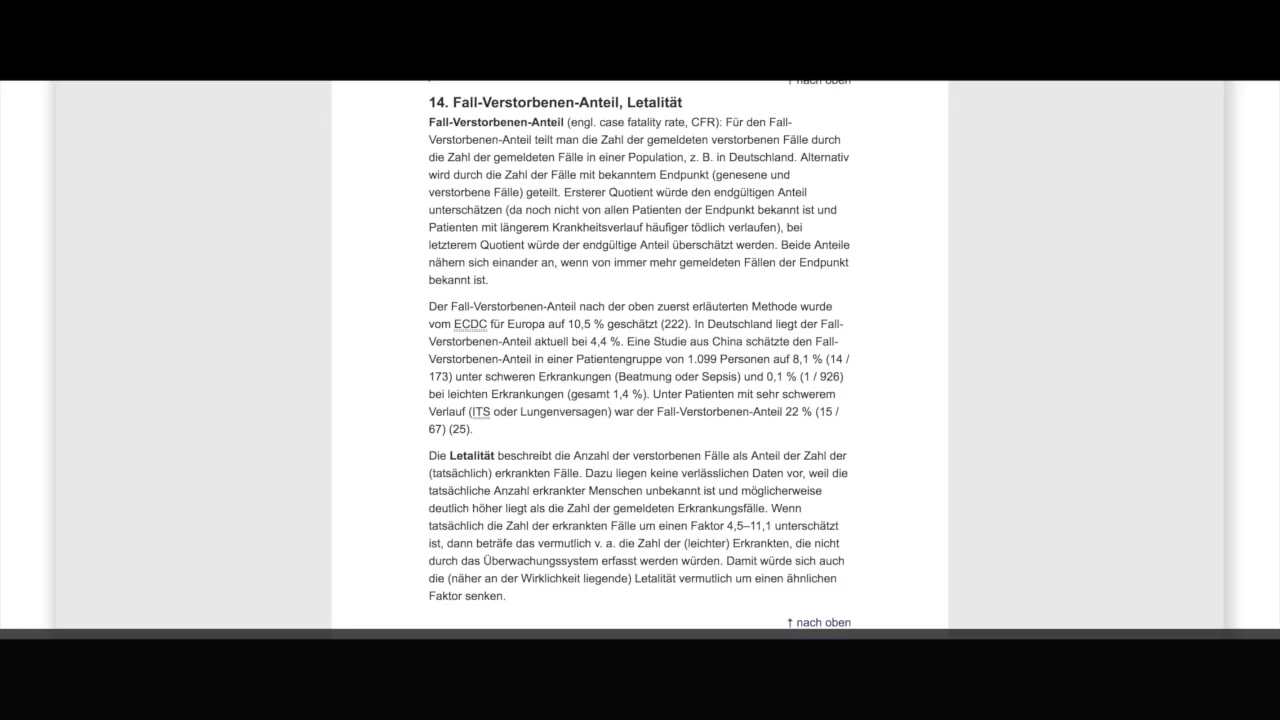 ↑ nach oben
14. Fall-Verstorbenen-Anteil, Letalität
Fall-Verstorbenen-Anteil (engl. case fatality rate, CFR): Für den Fall-
Verstorbenen-Anteil teilt man die Zahl der gemeldeten verstorbenen Fälle durch
die Zahl der gemeldeten Fälle in einer Population, z. B. in Deutschland. Alternativ
wird durch die Zahl der Fälle mit bekanntem Endpunkt (genesene und
verstorbene Fälle) geteilt. Ersterer Quotient würde den endgültigen Anteil
unterschätzen (da noch nicht von allen Patienten der Endpunkt bekannt ist und
Patienten mit längerem Krankheitsverlauf häufiger tödlich verlaufen), bei
letzterem Quotient würde der endgültige Anteil überschätzt werden. Beide Anteile
nähern sich einander an, wenn von immer mehr gemeldeten Fällen der Endpunkt
bekannt ist.
Der Fall-Verstorbenen-Anteil nach der oben zuerst erläuterten Methode wurde
vom ECDC für Europa auf 10,5 % geschätzt (222). In Deutschland liegt der Fall-
Verstorbenen-Anteil aktuell bei 4,4 %. Eine Studie aus China schätzte den Fall-
Verstorbenen-Anteil in einer Patientengruppe von 1.099 Personen auf 8,1 % (14 /
173) unter schweren Erkrankungen (Beatmung oder Sepsis) und 0,1 % (1 / 926)
bei leichten Erkrankungen (gesamt 1,4 %). Unter Patienten mit sehr schwerem
Verlauf (ITS oder Lungenversagen) war der Fall-Verstorbenen-Anteil 22 % (15 /
67) (25).
Die Letalität beschreibt die Anzahl der verstorbenen Fälle als Anteil der Zahl der
(tatsächlich) erkrankten Fälle. Dazu liegen keine verlässlichen Daten vor, weil die
tatsächliche Anzahl erkrankter Menschen unbekannt ist und möglicherweise
deutlich höher liegt als die Zahl der gemeldeten Erkrankungsfälle. Wenn
tatsächlich die Zahl der erkrankten Fälle um einen Faktor 4,5–11,1 unterschätzt
ist, dann beträfe das vermutlich v. a. die Zahl der (leichter) Erkrankten, die nicht
durch das Überwachungssystem erfasst werden würden. Damit würde sich auch
die (näher an der Wirklichkeit liegende) Letalität vermutlich um einen ähnlichen
Faktor senken.
↑ nach oben